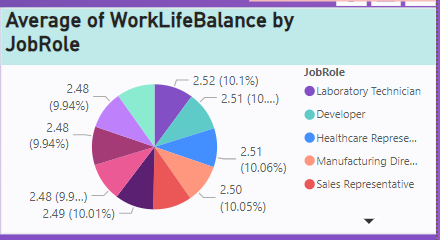 Average of WorkLifeBalance by
JobRole
2.52 (10.1%)
2.51 (10....)
2.51
(10.06%)
2.50
(10.05%)
2.49 (10.01%)
2.48 (9.9...)
2.48
(9.94%)
2.48
(9.94%)
JobRole
Laboratory Technician
Developer
Healthcare Represe...
Manufacturing Dire...
Sales Representative